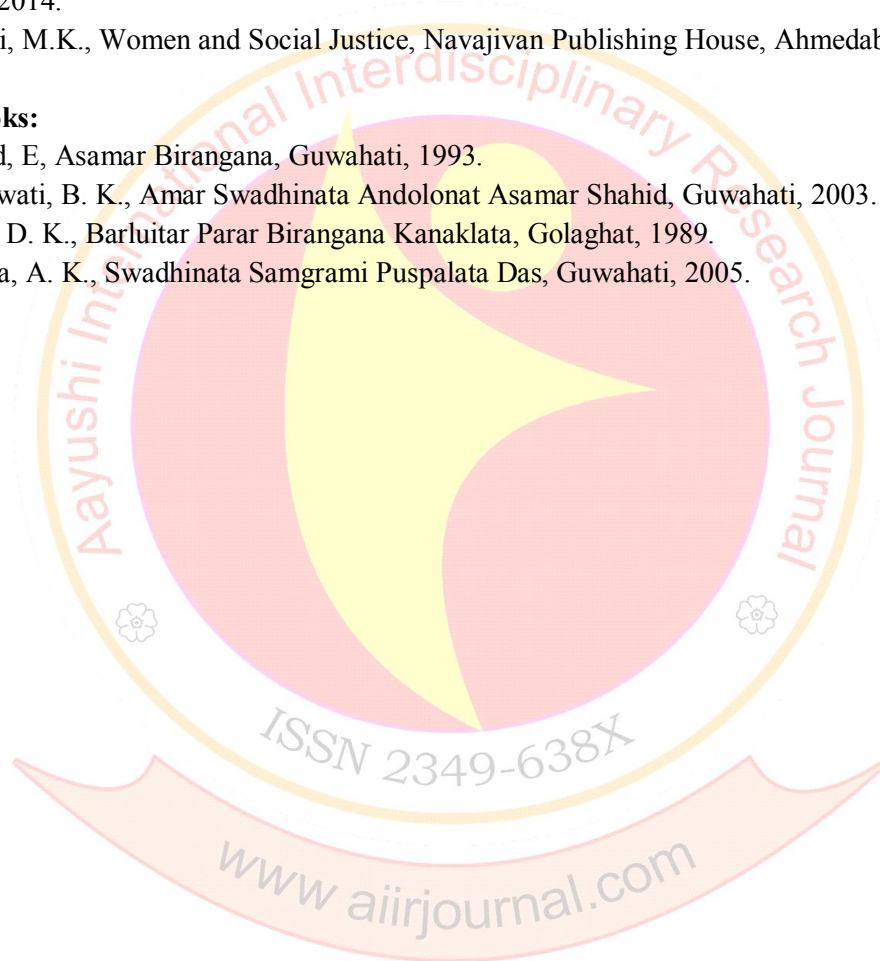 2014.
i, M.K., Women and Social Justice, Navajivan Publishing House, Ahmedab
ks:
d, E, Asamar Birangana, Guwahati, 1993.
wati, B. K., Amar Swadhinata Andolonat Asamar Shahid, Guwahati, 2003.
D. K., Barluitar Parar Birangana Kanaklata, Golaghat, 1989.
a, A. K., Swadhinata Samgrami Puspalata Das, Guwahati, 2005.
Aayushi International Interdisciplinary Research Journal
ISSN 2349-638X
www aiirjournal.com